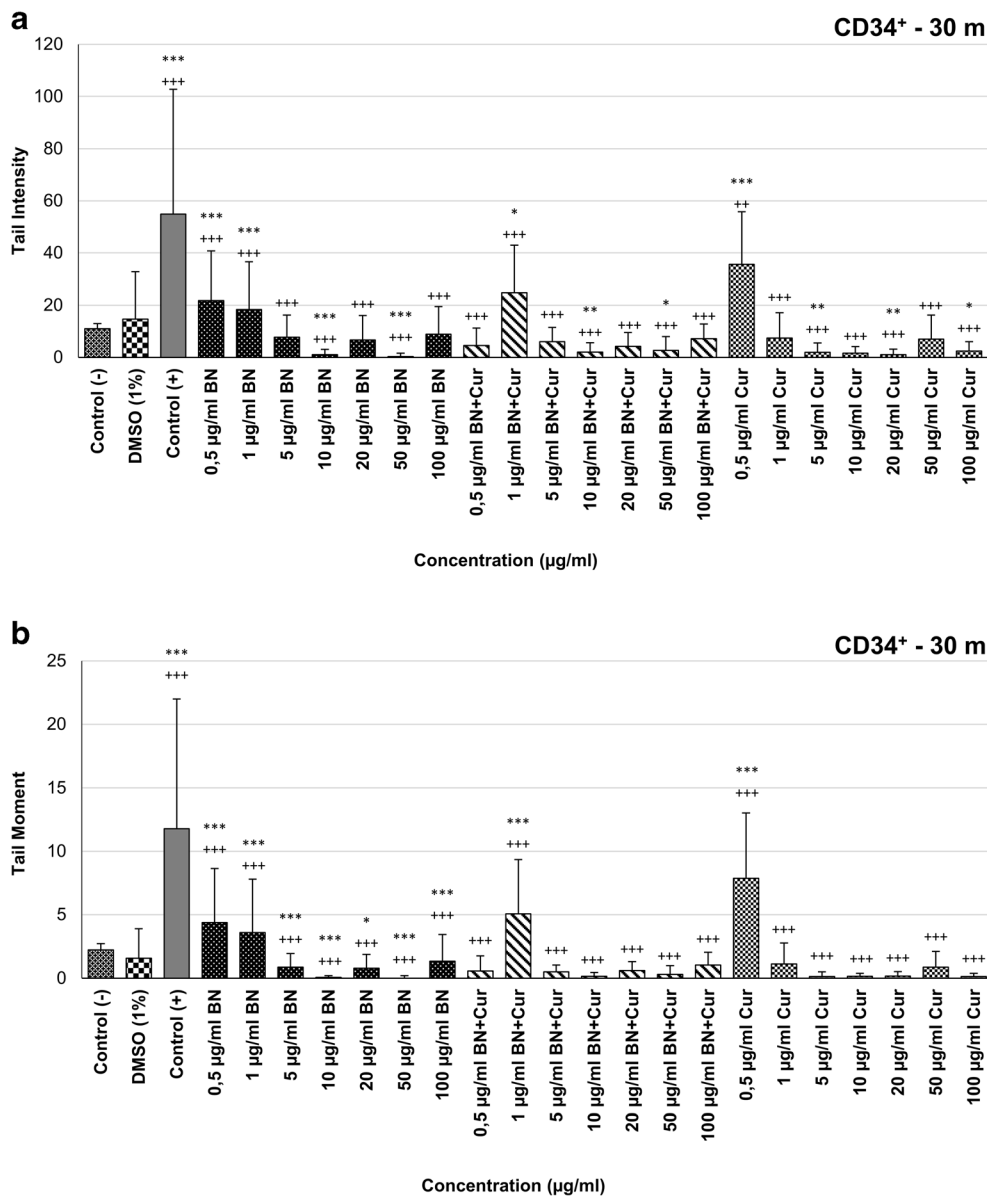 a
CD34+ - 30 m
120
100
80
60
40
20
0
Tail Intensity
***
+++
***
+++
***
+++
+++
***
+++
+++
***
+++
+++
+++
*
+++
+++
**
+++
+++
*
+++
+++
***
++
+++
**
+++
+++
**
+++
+++
*
+++
Control (-)
DMSO (1%)
Control (+)
0,5 µg/ml BN
1 µg/ml BN
5 µg/ml BN
10 µg/ml BN
20 µg/ml BN
50 µg/ml BN
100 µg/ml BN
0,5 µg/ml BN+Cur
1 µg/ml BN+Cur
5 µg/ml BN+Cur
10 µg/ml BN+Cur
20 µg/ml BN+Cur
50 µg/ml BN+Cur
100 µg/ml BN+Cur
0,5 µg/ml Cur
1 µg/ml Cur
5 µg/ml Cur
10 µg/ml Cur
20 µg/ml Cur
50 µg/ml Cur
100 µg/ml Cur
Concentration (µg/ml)
b
CD34+ - 30 m
25
20
15
10
5
0
Tail Moment
***
+++
***
+++
***
+++
***
+++
***
+++
*
+++
***
+++
***
+++
+++
***
+++
+++
+++
+++
+++
+++
***
+++
+++
+++
+++
+++
+++
+++
Control (-)
DMSO (1%)
Control (+)
0,5 µg/ml BN
1 µg/ml BN
5 µg/ml BN
10 µg/ml BN
20 µg/ml BN
50 µg/ml BN
100 µg/ml BN
0,5 µg/ml BN+Cur
1 µg/ml BN+Cur
5 µg/ml BN+Cur
10 µg/ml BN+Cur
20 µg/ml BN+Cur
50 µg/ml BN+Cur
100 µg/ml BN+Cur
0,5 µg/ml Cur
1 µg/ml Cur
5 µg/ml Cur
10 µg/ml Cur
20 µg/ml Cur
50 µg/ml Cur
100 µg/ml Cur
Concentration (µg/ml)